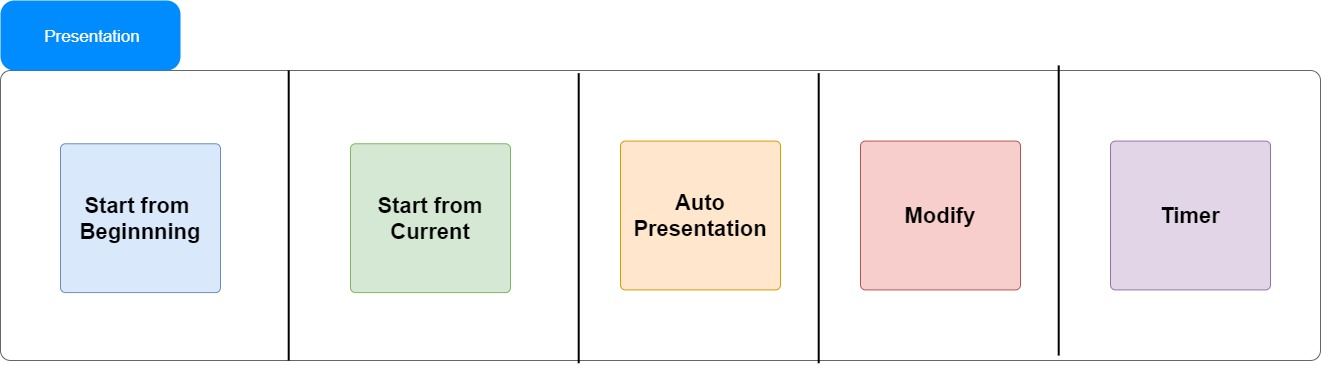 Presentation
Start from
Beginnning
Start from
Current
Auto
Presentation
Modify
Timer